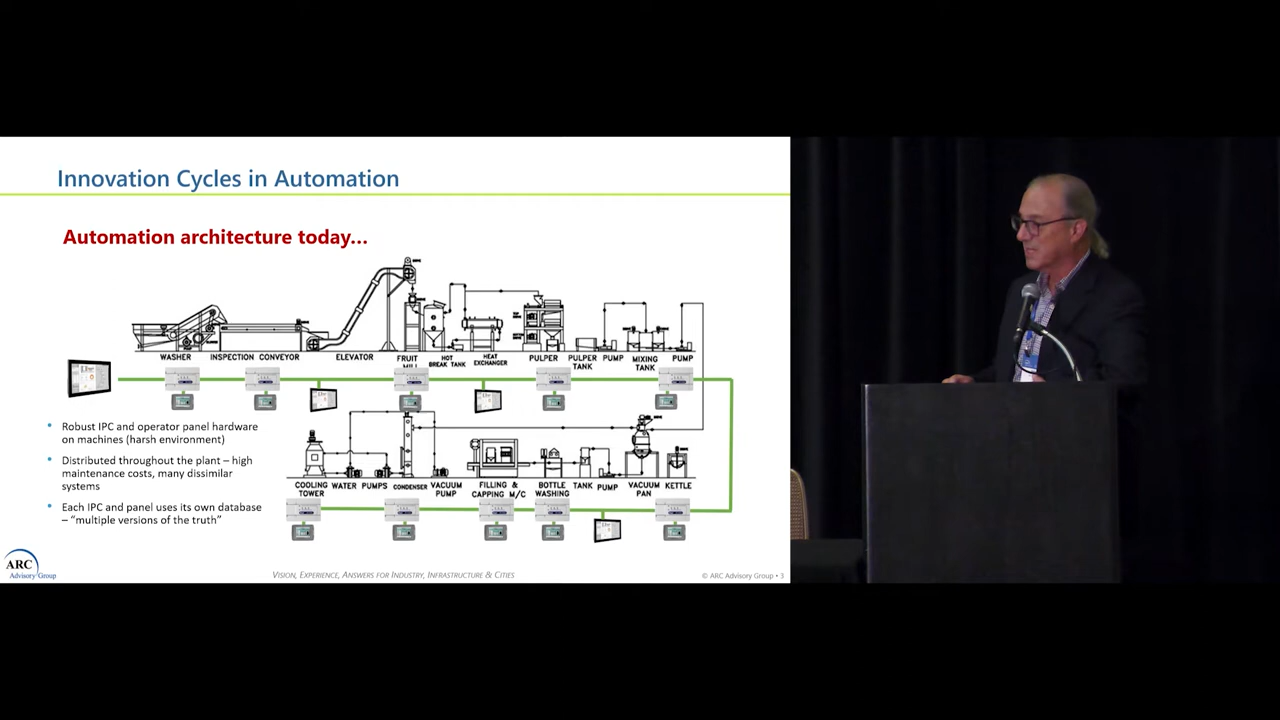 Innovation Cycles in Automation
Automation architecture today...
WASHER
INSPECTION CONVEYOR
ELEVATOR
FRUIT
MILL
HOT
BREAK TANK
HEAT
EXCHANGER
PULPER
PULPER
TANK
PUMP
MIXING
TANK
PUMP
• Robust IPC and operator panel hardware
on machines (harsh environment)
• Distributed throughout the plant – high
maintenance costs, many dissimilar
systems
• Each IPC and panel uses its own database
– “multiple versions of the truth”
COOLING
TOWER
WATER PUMPS
CONDENSER
VACUUM
PUMP
FILLING &
CAPPING M/C
BOTTLE
WASHING
TANK
PUMP
VACUUM
PAN
KETTLE
ARC
Advisory Group
VISION, EXPERIENCE, ANSWERS FOR INDUSTRY, INFRASTRUCTURE & CITIES
© ARC Advisory Group • 3